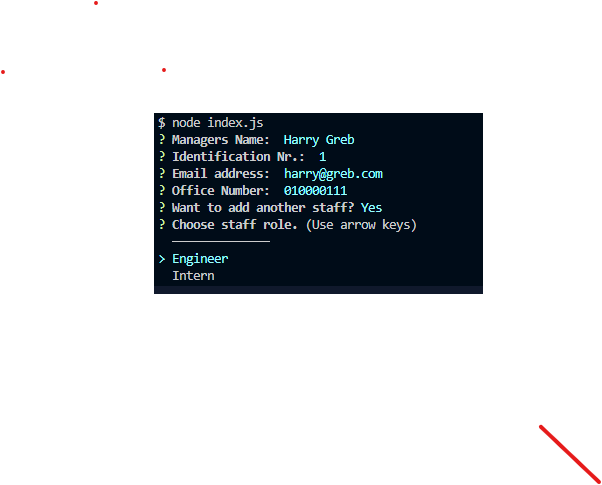 $ node index.js
? Managers Name:  Harry Greb
? Identification Nr.:  1
? Email address:  harry@greb.com
? Office Number:  010000111
? Want to add another staff? Yes
? Choose staff role. (Use arrow keys)
  ──────────────
> Engineer
  Intern